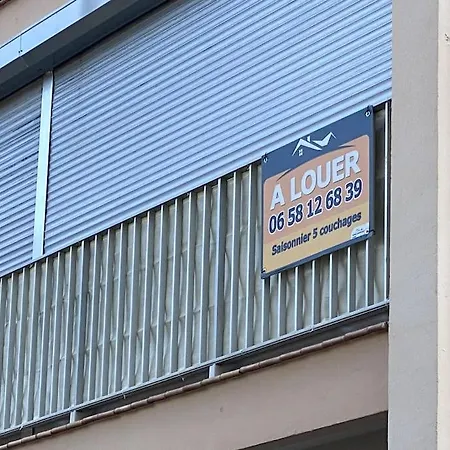 A LOUER
06 58 12 68 39
Saisonnier 5 couchages